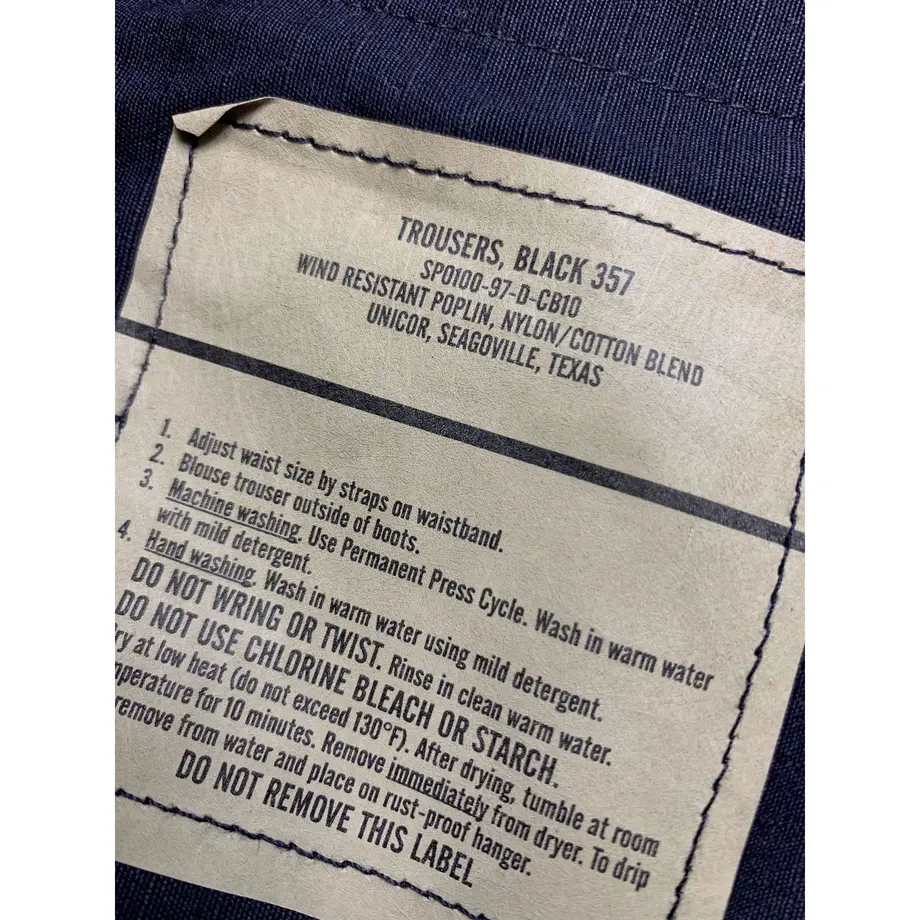 TROUSERS, BLACK 357
SPO100-97-D-CB10
WIND RESISTANT POPLIN, NYLON/COTTON BLEND
UNICOR, SEAGOVILLE, TEXAS
1. Adjust waist size by straps on waistband.
2. Blouse trouser outside of boots.
3. Machine washing. Use Permanent Press Cycle. Wash in warm water
with mild detergent.
4. Hand washing. Wash in warm water using mild detergent.
DO NOT WRING OR TWIST. Rinse in clean warm water.
DO NOT USE CHLORINE BLEACH OR STARCH.
ry at low heat (do not exceed 130°F). After drying, tumble at room
perature for 10 minutes. Remove immediately from dryer. To drip
remove from water and place on rust-proof hanger.
DO NOT REMOVE THIS LABEL